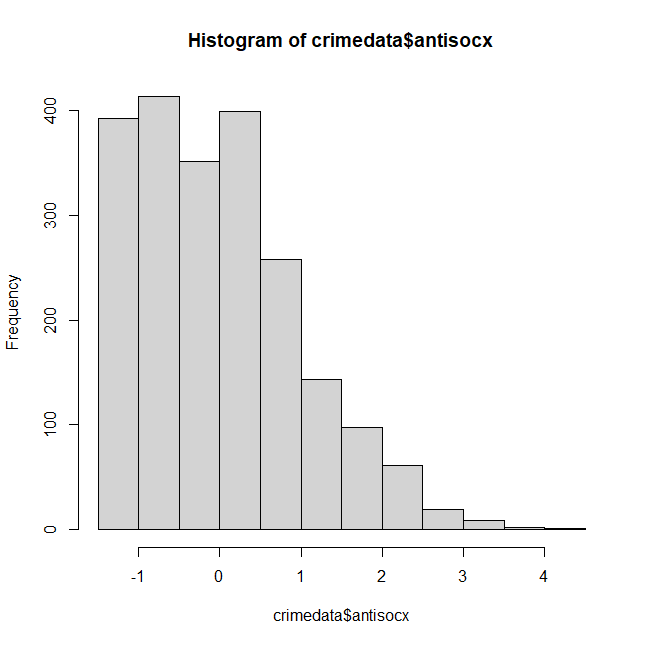 Histogram of crimedata$antisocx
Frequency
400
300
200
100
0
-1 0 1 2 3 4
crimedata$antisocx